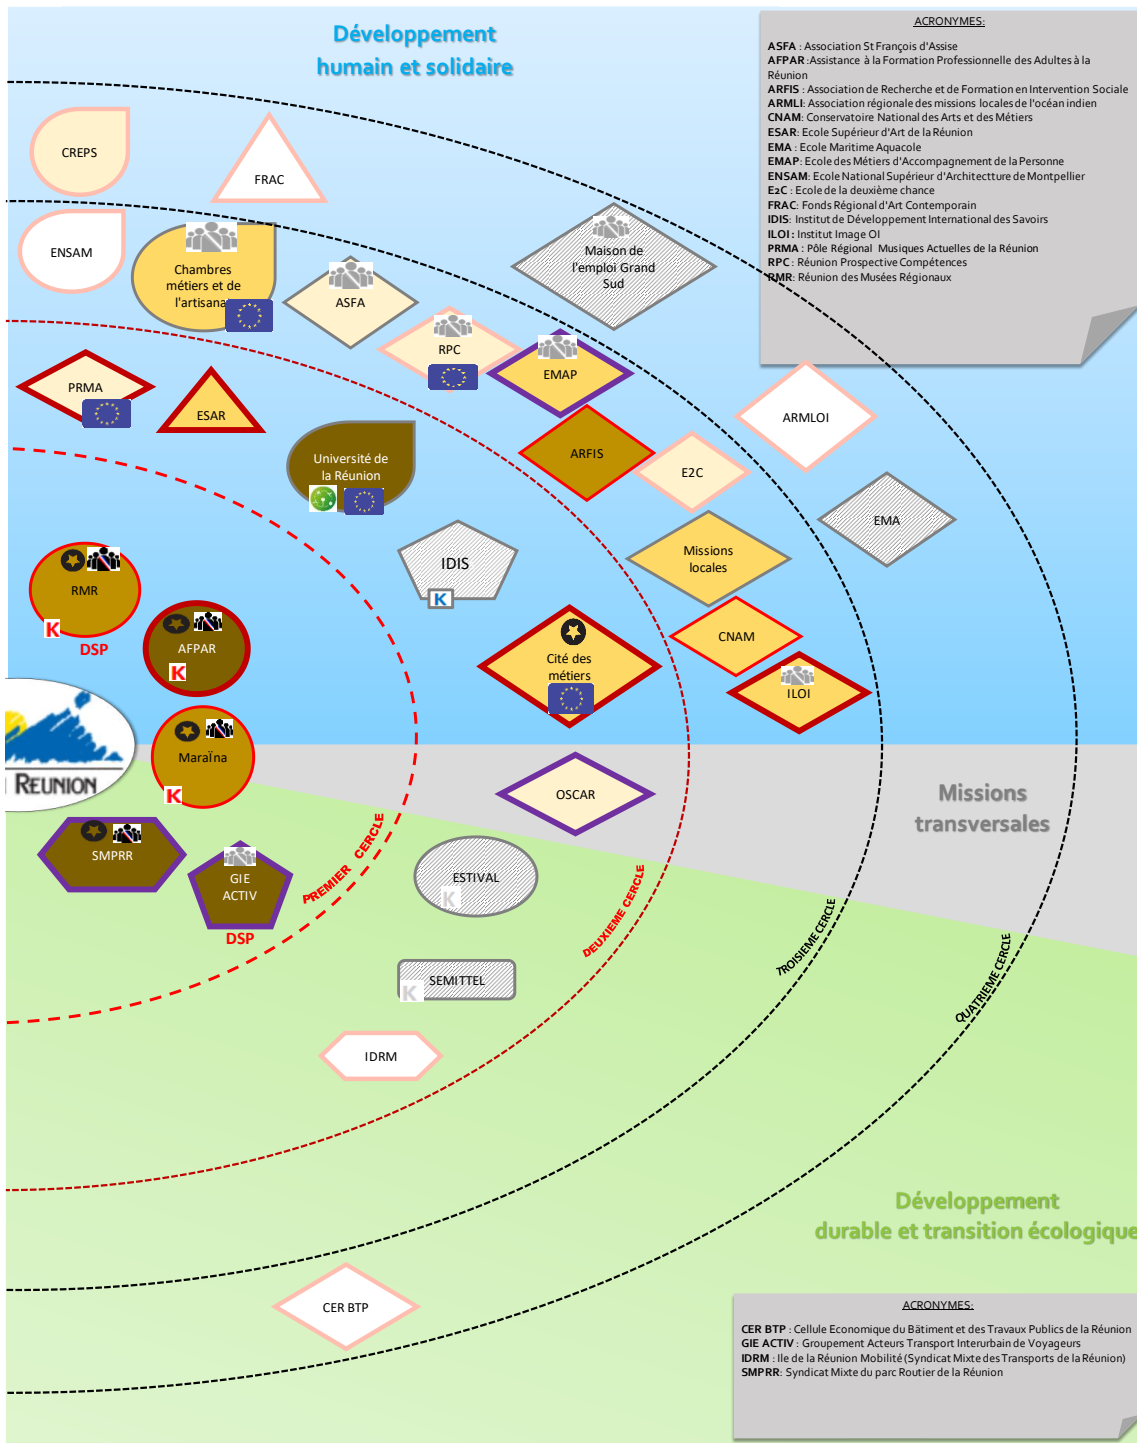 Développement
humain et solidaire
ACRONYMES:
ASFA : Association St François d'Assise
AFPAR :Assistance à la Formation Professionnelle des Adultes à la
Réunion
ARFIS : Association de Recherche et de Formation en Intervention Sociale
ARMLI: Association régionale des missions locales de l'océan indien
CNAM: Conservatoire National des Arts et des Métiers
ESAR: Ecole Supérieur d'Art de la Réunion
EMA : Ecole Maritime Aquacole
EMAP: Ecole des Métiers d'Accompagnement de la Personne
ENSAM: Ecole National Supérieur d'Architectture de Montpellier
E2C : Ecole de la deuxième chance
FRAC: Fonds Régional d'Art Contemporain
IDIS: Institut de Développement International des Savoirs
ILOI : Institut Image OI
PRMA : Pôle Régional Musiques Actuelles de la Réunion
RPC : Réunion Prospective Compétences
RMR: Réunion des Musées Régionaux
CREPS
FRAC
ENSAM
Chambres
métiers et de
l'artisana
ASFA
Maison de
l'emploi Grand
Sud
RPC
EMAP
PRMA
ESAR
ARMLOI
Université de
la Réunion
ARFIS
E2C
EMA
IDIS
K
Missions
locales
RMR
K
DSP
AFPAR
K
CNAM
Cité des
métiers
ILOI
Maraïna
K
REUNION
OSCAR
Missions
transversales
SMPRR
GIE
ACTIV
DSP
PREMIER CERCLE
ESTIVAL
K
DEUXIEME CERCLE
TROISIEME CERCLE
QUATRIEME CERCLE
SEMITTEL
K
IDRM
Développement
durable et transition écologique
CER BTP
ACRONYMES:
CER BTP : Cellule Economique du Bâtiment et des Travaux Publics de la Réunion
GIE ACTIV : Groupement Acteurs Transport Interurbain de Voyageurs
IDRM : Ile de la Réunion Mobilité (Syndicat Mixte des Transports de la Réunion)
SMPRR: Syndicat Mixte du parc Routier de la Réunion